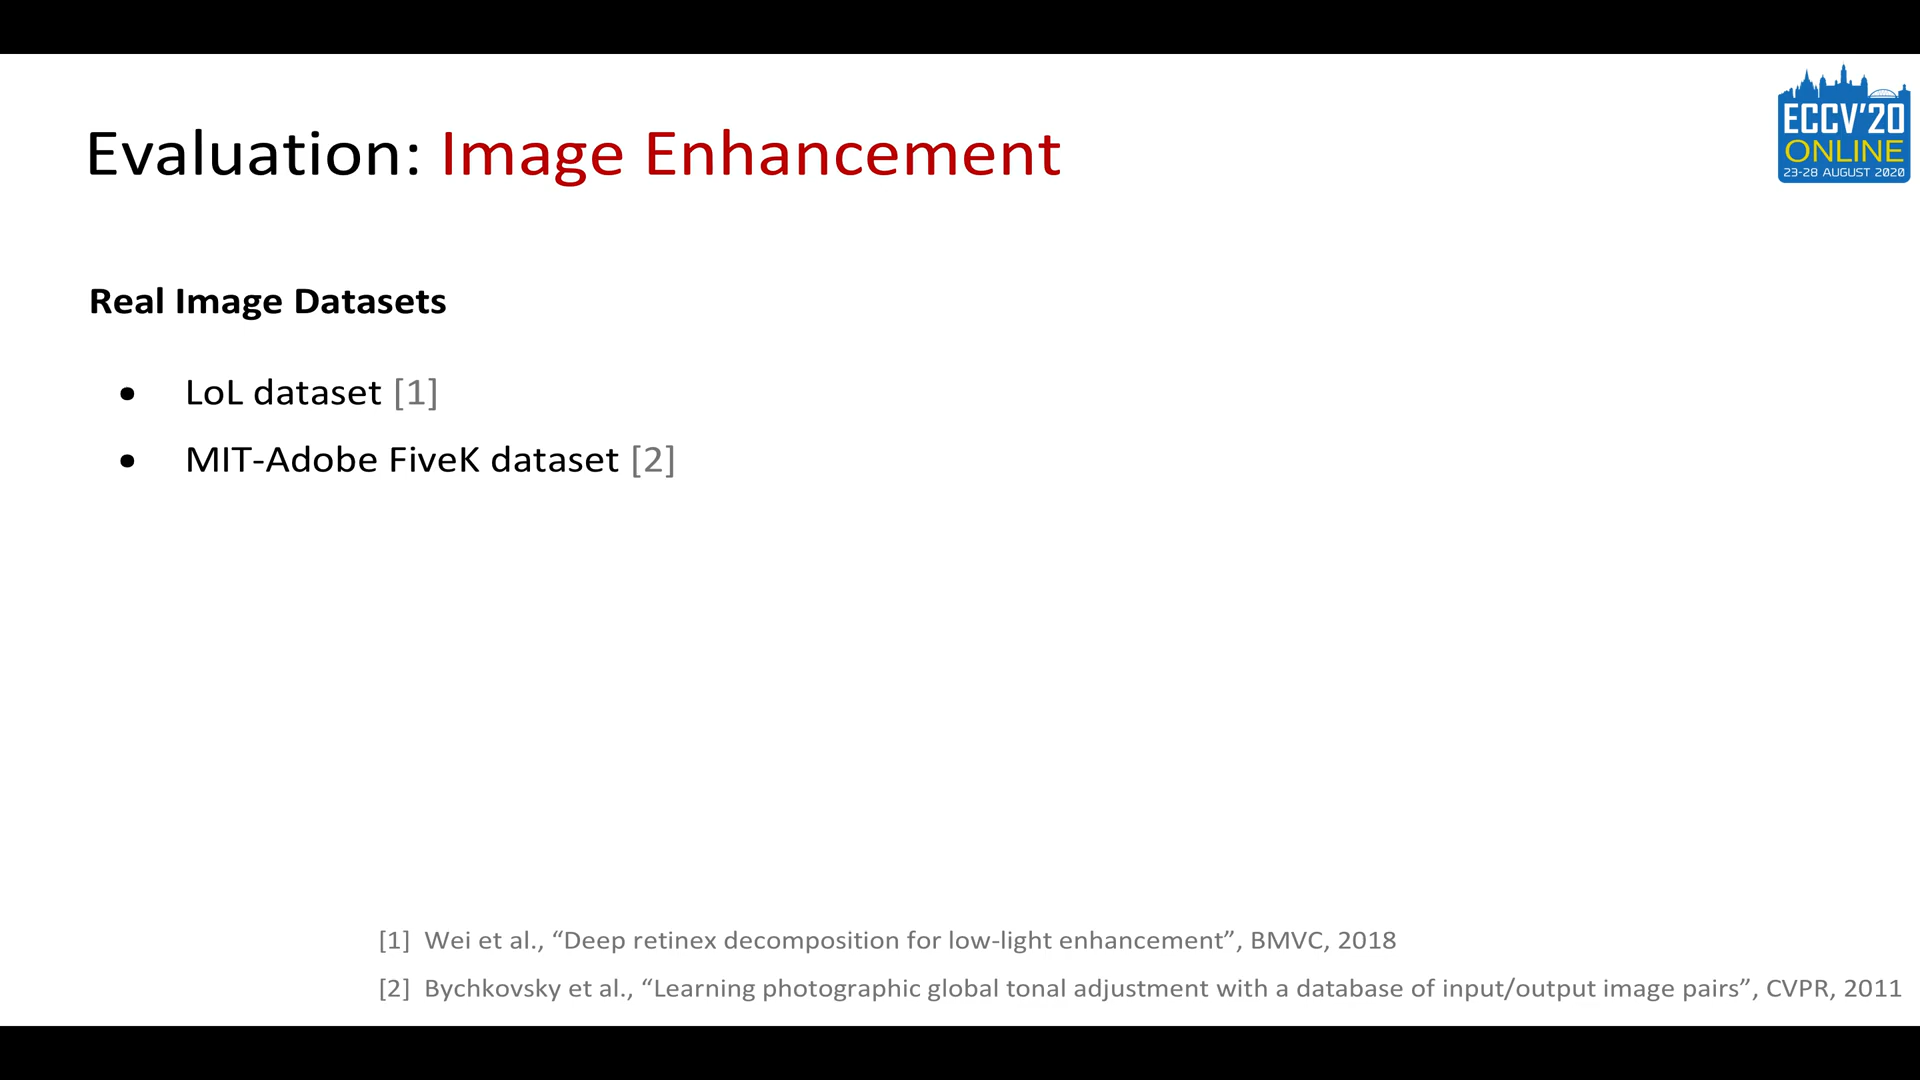 ECCV'20
ONLINE
23-28 AUGUST 2020
Evaluation: Image Enhancement
Real Image Datasets
● LoL dataset [1]
● MIT-Adobe FiveK dataset [2]
[1] Wei et al., “Deep retinex decomposition for low-light enhancement”, BMVC, 2018
[2] Bychkovsky et al., “Learning photographic global tonal adjustment with a database of input/output image pairs”, CVPR, 2011